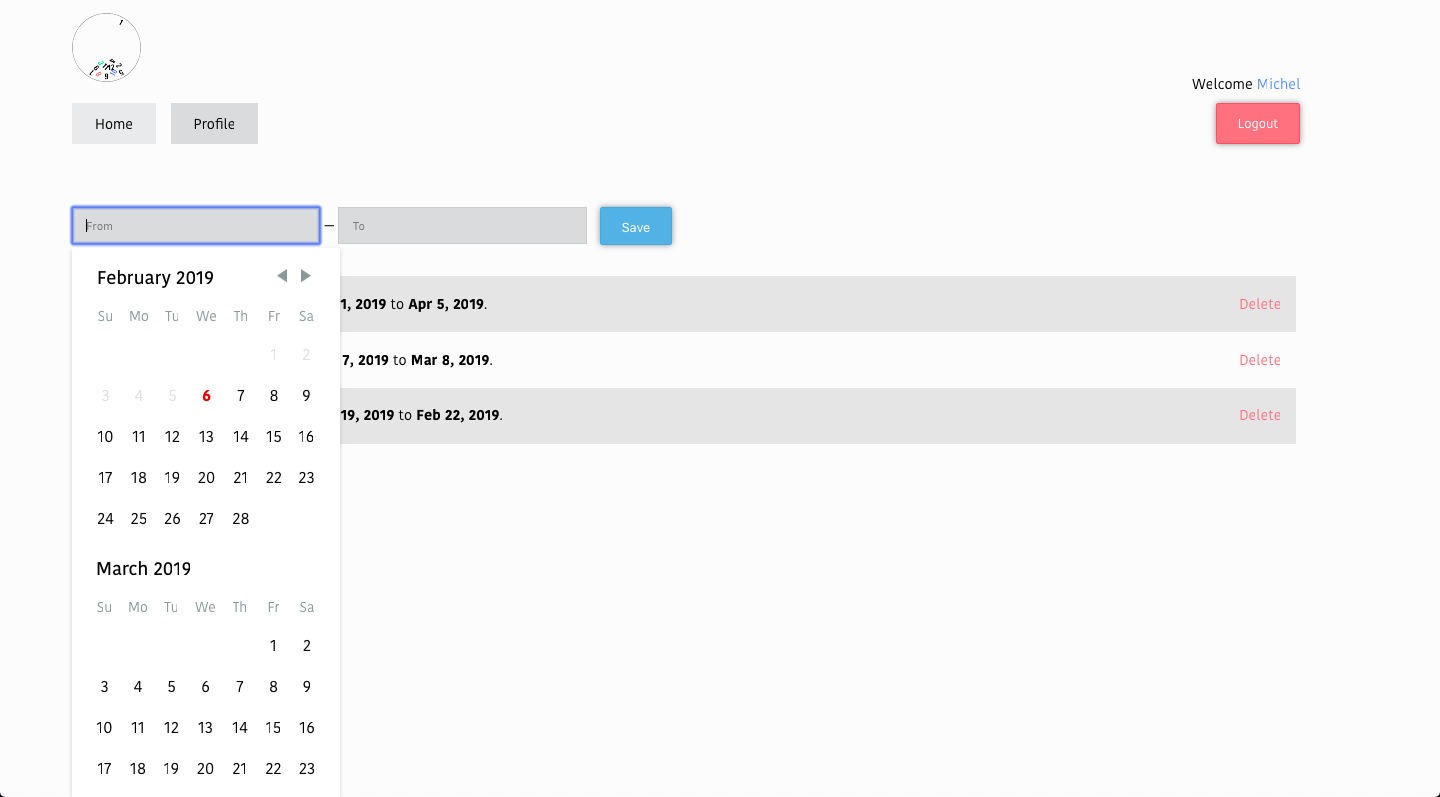 Welcome Michel
Home Profile Logout
From – To Save
February 2019
Su Mo Tu We Th Fr Sa
1 2
3 4 5 6 7 8 9
10 11 12 13 14 15 16
17 18 19 20 21 22 23
24 25 26 27 28
March 2019
Su Mo Tu We Th Fr Sa
1 2
3 4 5 6 7 8 9
10 11 12 13 14 15 16
17 18 19 20 21 22 23
1, 2019 to Apr 5, 2019. Delete
7, 2019 to Mar 8, 2019. Delete
19, 2019 to Feb 22, 2019. Delete